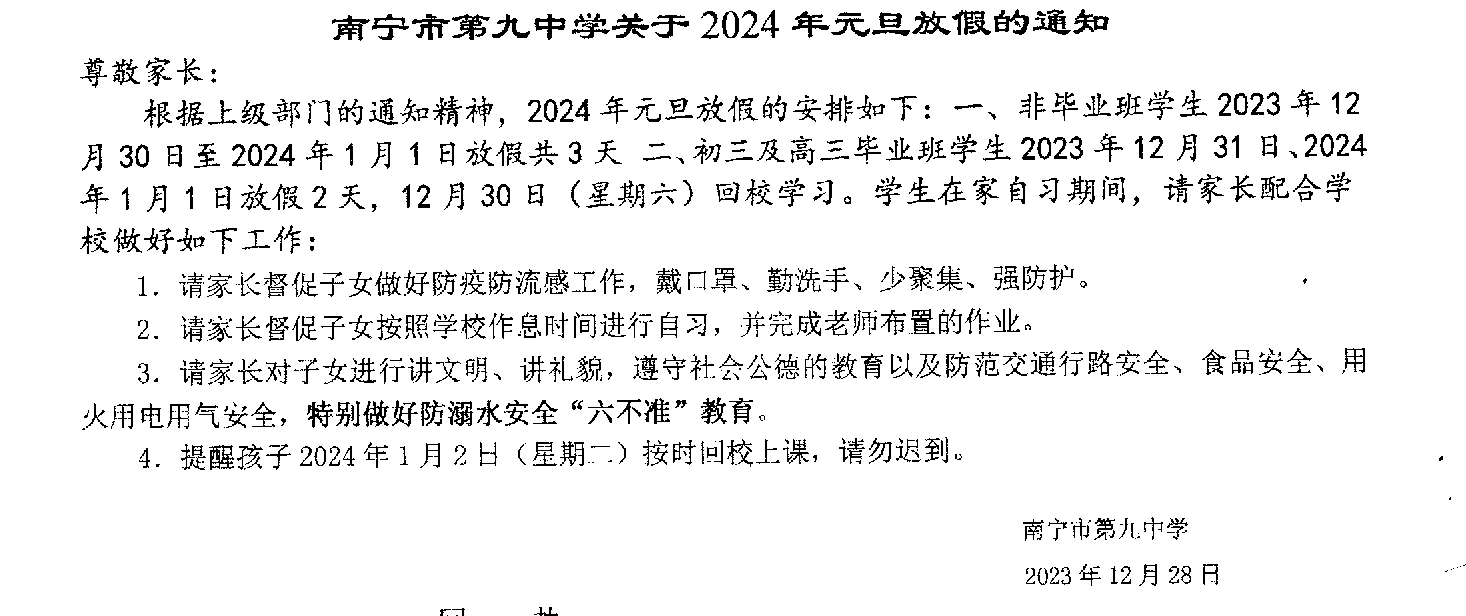 南宁市第九中学关于 2024 年元旦放假的通知
尊敬家长：
根据上级部门的通知精神，2024 年元旦放假的安排如下：一、非毕业班学生 2023 年 12
月 30 日至 2024 年 1 月 1 日放假共 3 天 二、初三及高三毕业班学生 2023 年 12 月 31 日、2024
年 1 月 1 日放假 2 天，12 月 30 日（星期六）回校学习。学生在家自习期间，请家长配合学
校做好如下工作：
1．请家长督促子女做好防疫防流感工作，戴口罩、勤洗手、少聚集、强防护。
2．请家长督促子女按照学校作息时间进行自习，并完成老师布置的作业。
3．请家长对子女进行讲文明、讲礼貌，遵守社会公德的教育以及防范交通行路安全、食品安全、用
火用电用气安全，特别做好防溺水安全“六不准”教育。
4．提醒孩子 2024 年 1 月 2 日（星期二）按时回校上课，请勿迟到。
南宁市第九中学
2023 年 12 月 28 日